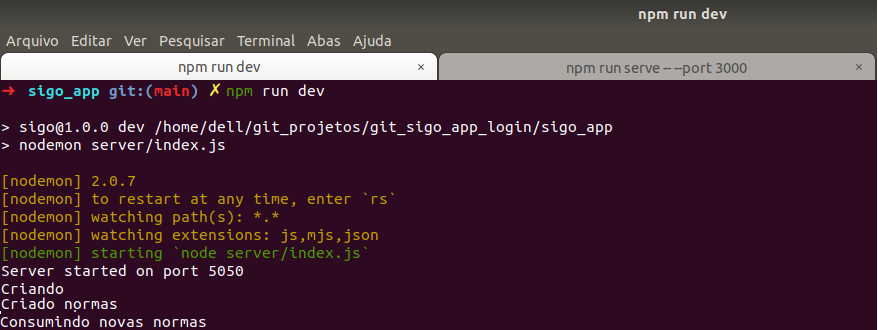 npm run dev
Arquivo Editar Ver Pesquisar Terminal Abas Ajuda
npm run dev × npm run serve -- --port 3000 ×
➜ sigo_app git:(main) ✗ npm run dev
> sigo@1.0.0 dev /home/dell/git_projetos/git_sigo_app_login/sigo_app
> nodemon server/index.js
[nodemon] 2.0.7
[nodemon] to restart at any time, enter `rs`
[nodemon] watching path(s): *.*
[nodemon] watching extensions: js,mjs,json
[nodemon] starting `node server/index.js`
Server started on port 5050
Criando
Criado normas
Consumindo novas normas